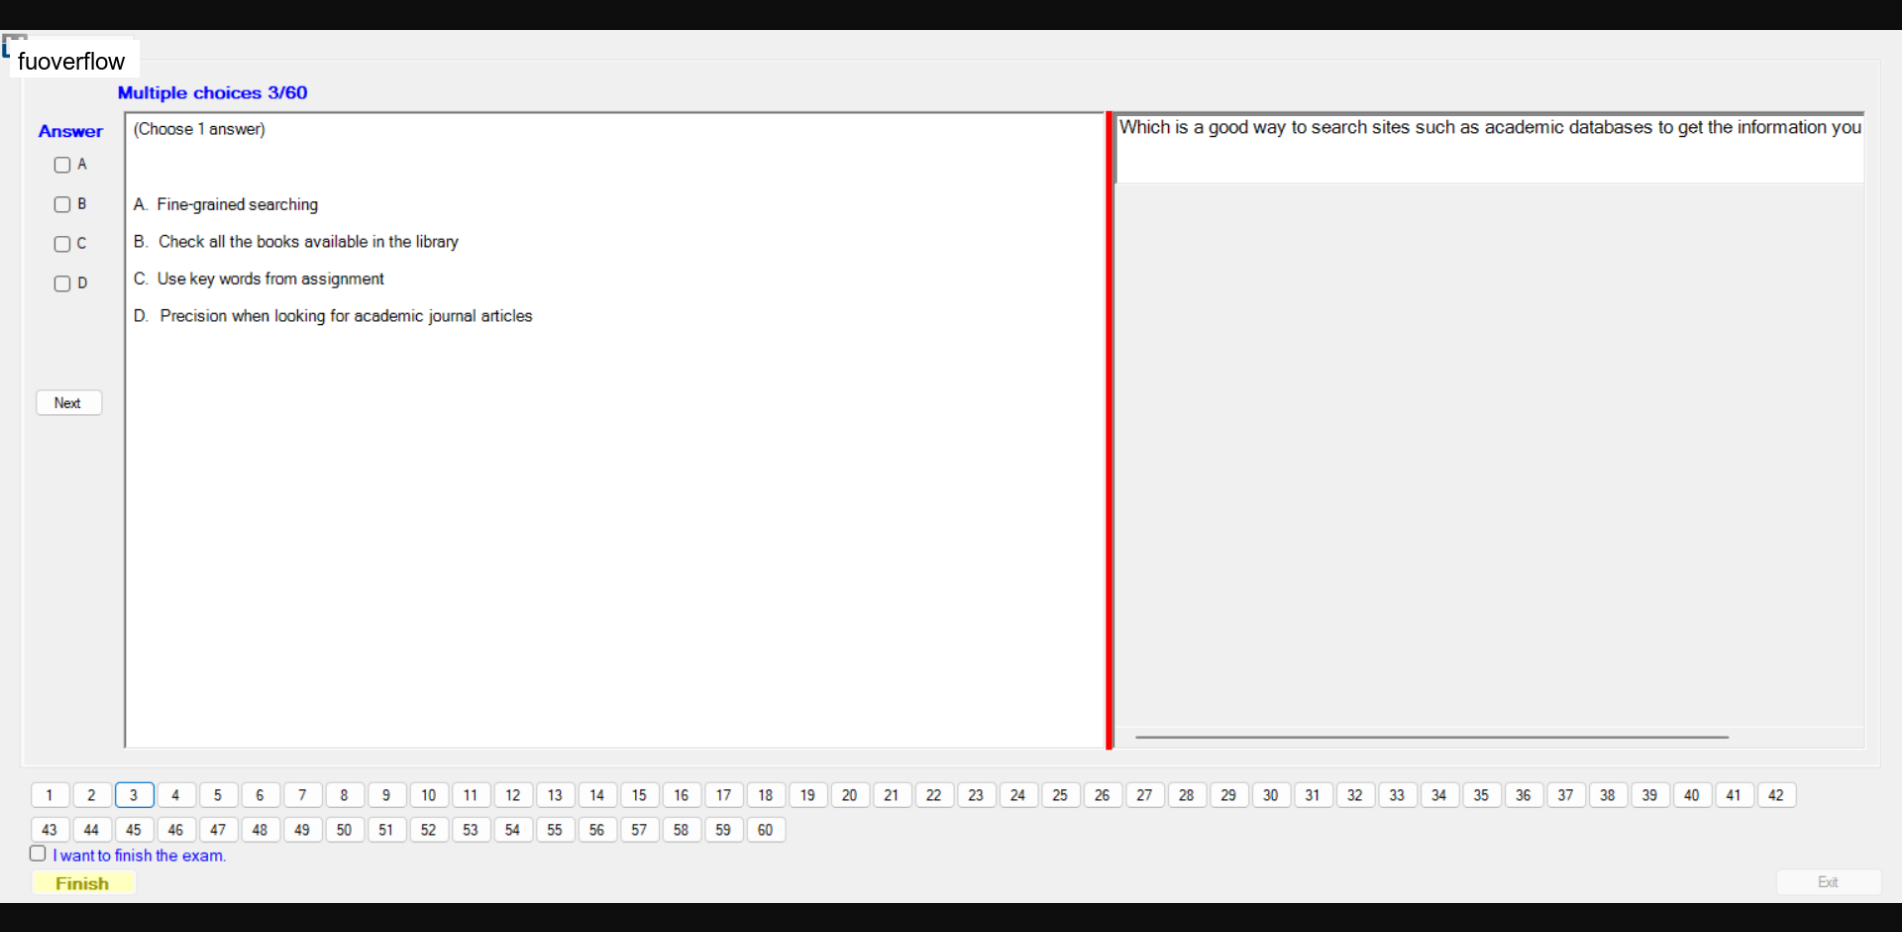 fuoverflow
Multiple choices 3/60
Answer
(Choose 1 answer)
Which is a good way to search sites such as academic databases to get the information you
A
B
C
D
A. Fine-grained searching
B. Check all the books available in the library
C. Use key words from assignment
D. Precision when looking for academic journal articles
Next
1 2 3 4 5 6 7 8 9 10 11 12 13 14 15 16 17 18 19 20 21 22 23 24 25 26 27 28 29 30 31 32 33 34 35 36 37 38 39 40 41 42
43 44 45 46 47 48 49 50 51 52 53 54 55 56 57 58 59 60
I want to finish the exam.
Finish
Exit